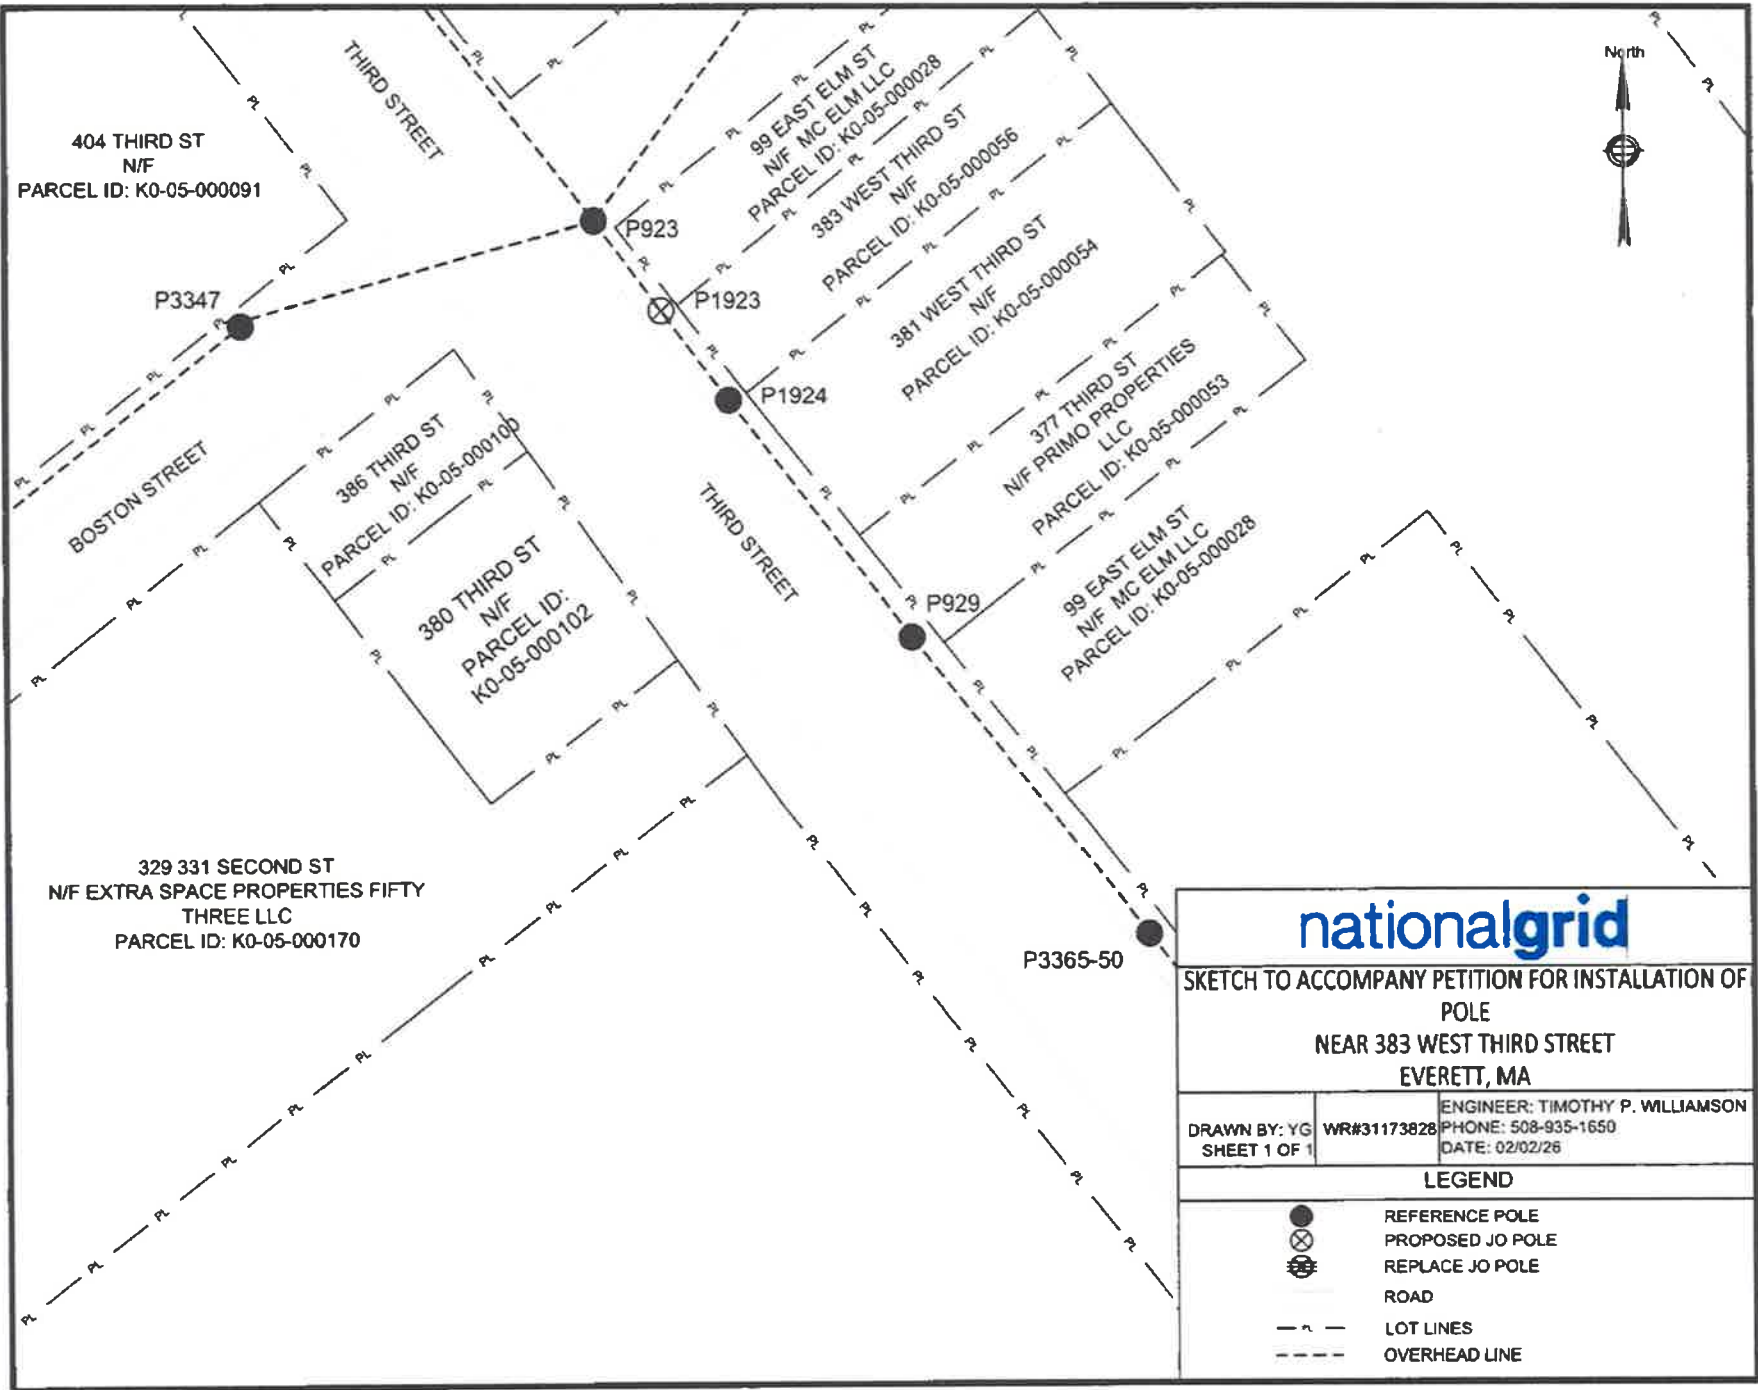 North
THIRD STREET
404 THIRD ST
N/F
PARCEL ID: K0-05-000091
99 EAST ELM ST
N/F MC ELM LLC
PARCEL ID: K0-05-000028
383 WEST THIRD ST
N/F
PARCEL ID: K0-05-000056
P923
P3347
P1923
381 WEST THIRD ST
N/F
PARCEL ID: K0-05-000054
P1924
377 THIRD ST
N/F PRIMO PROPERTIES
LLC
PARCEL ID: K0-05-000053
BOSTON STREET
386 THIRD ST
N/F
PARCEL ID: K0-05-000100
THIRD STREET
380 THIRD ST
N/F
PARCEL ID:
K0-05-000102
P929
99 EAST ELM ST
N/F MC ELM LLC
PARCEL ID: K0-05-000028
329 331 SECOND ST
N/F EXTRA SPACE PROPERTIES FIFTY
THREE LLC
PARCEL ID: K0-05-000170
P3365-50
nationalgrid
SKETCH TO ACCOMPANY PETITION FOR INSTALLATION OF
POLE
NEAR 383 WEST THIRD STREET
EVERETT, MA
DRAWN BY: YG
SHEET 1 OF 1
WR#31173828
ENGINEER: TIMOTHY P. WILLIAMSON
PHONE: 508-935-1650
DATE: 02/02/26
LEGEND
REFERENCE POLE
PROPOSED JO POLE
REPLACE JO POLE
ROAD
PL LOT LINES
OVERHEAD LINE